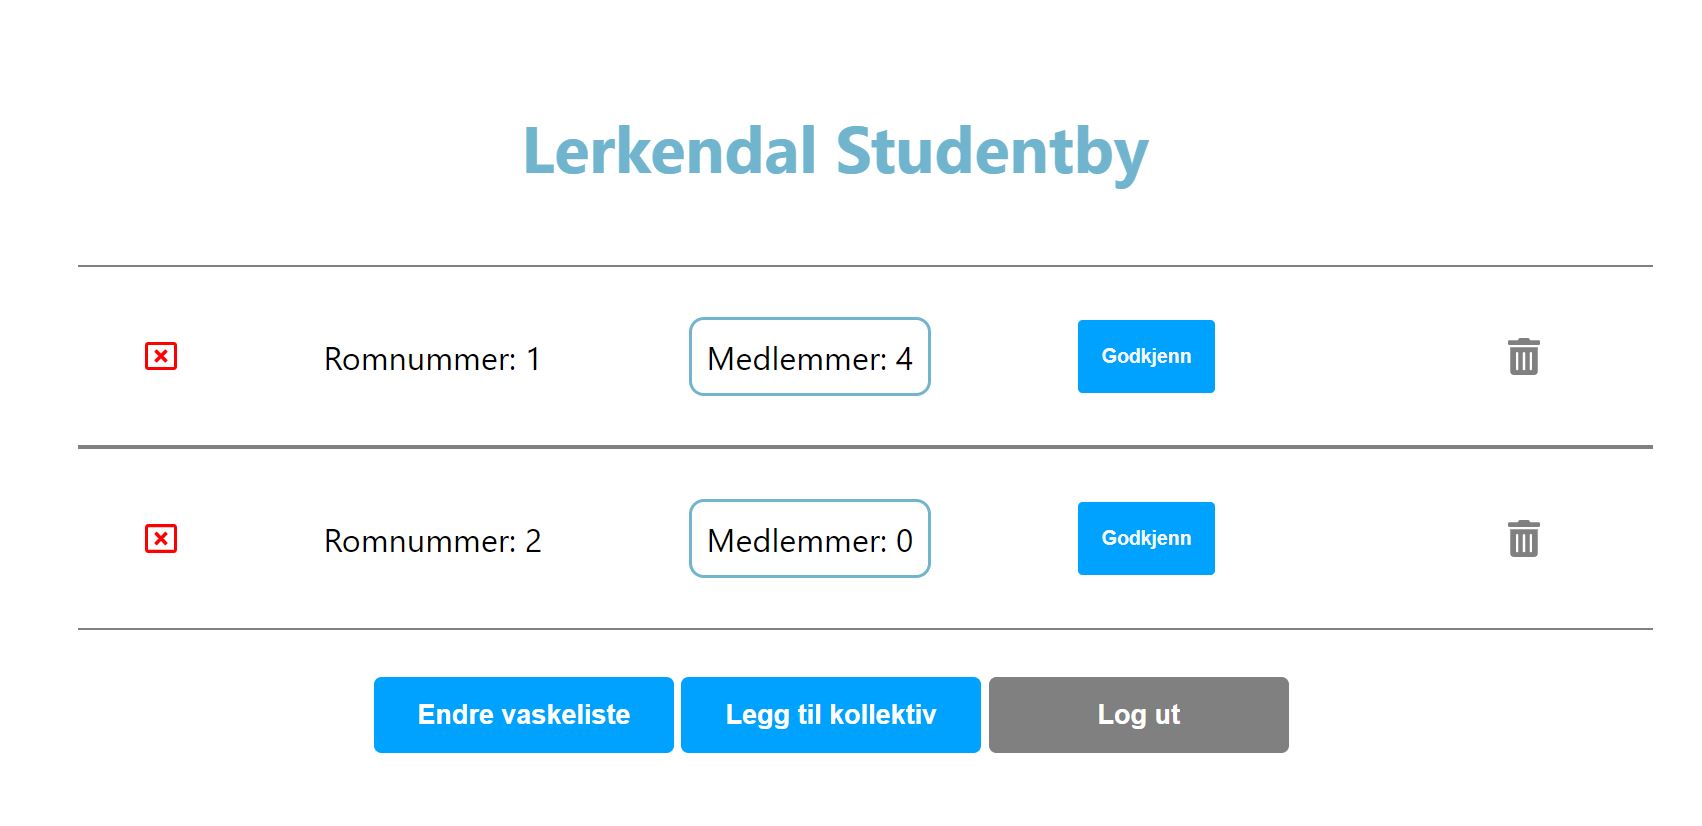 Lerkendal Studentby
Romnummer: 1 Medlemmer: 4 Godkjenn
Romnummer: 2 Medlemmer: 0 Godkjenn
Endre vaskeliste Legg til kollektiv Log ut